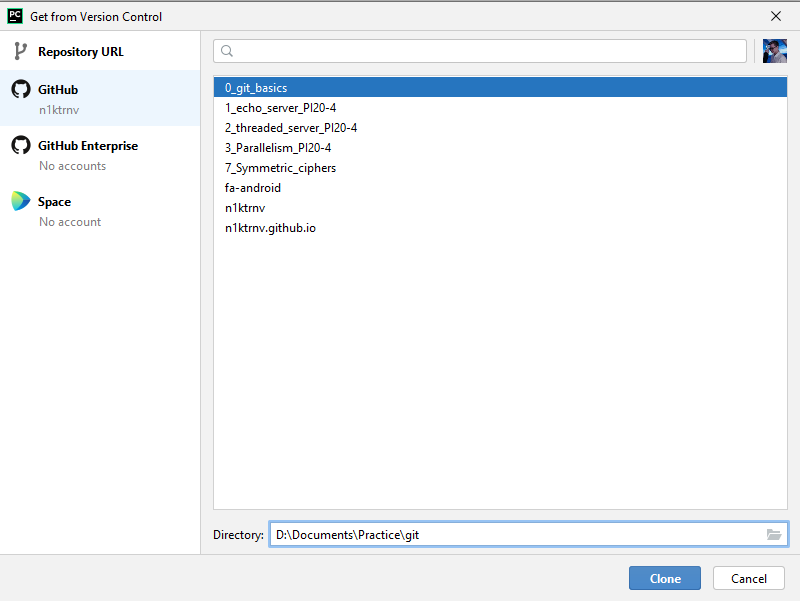 PC
Get from Version Control
Repository URL
GitHub
n1ktrnv
GitHub Enterprise
No accounts
Space
No account
0_git_basics
1_echo_server_PI20-4
2_threaded_server_PI20-4
3_Parallelism_PI20-4
7_Symmetric_ciphers
fa-android
n1ktrnv
n1ktrnv.github.io
Directory: D:\Documents\Practice\git
Clone Cancel